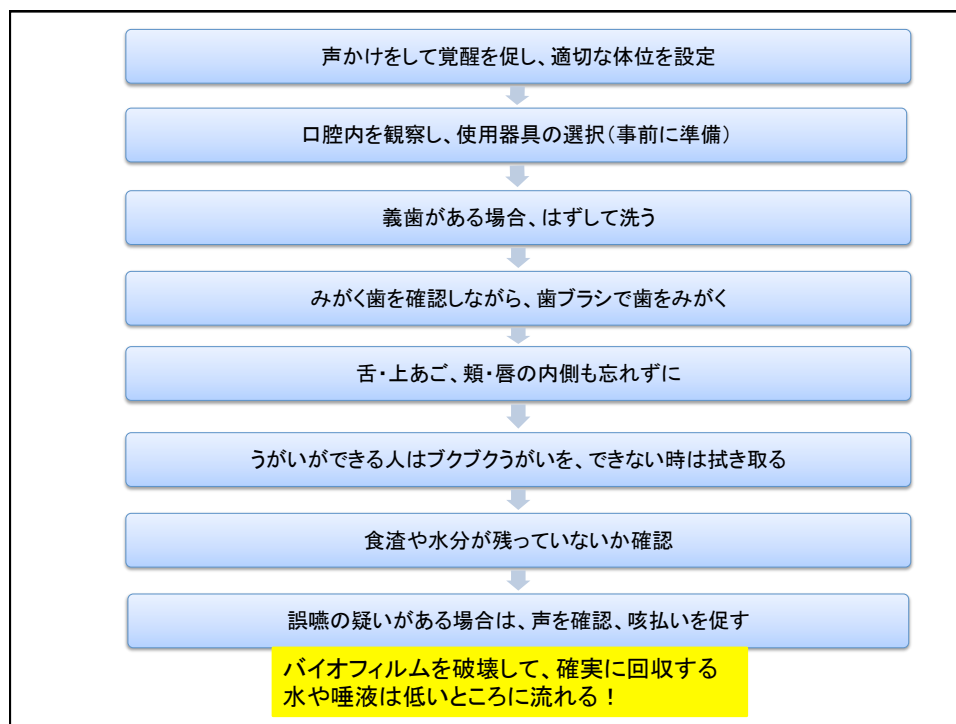 声かけをして覚醒を促し、適切な体位を設定
口腔内を観察し、使用器具の選択(事前に準備)
義歯がある場合、はずして洗う
みがく歯を確認しながら、歯ブラシで歯をみがく
舌・上あご、頬・唇の内側も忘れずに
うがいができる人はブクブクうがいを、できない時は拭き取る
食渣や水分が残っていないか確認
誤嚥の疑いがある場合は、声を確認、咳払いを促す
バイオフィルムを破壊して、確実に回収する
水や唾液は低いところに流れる！